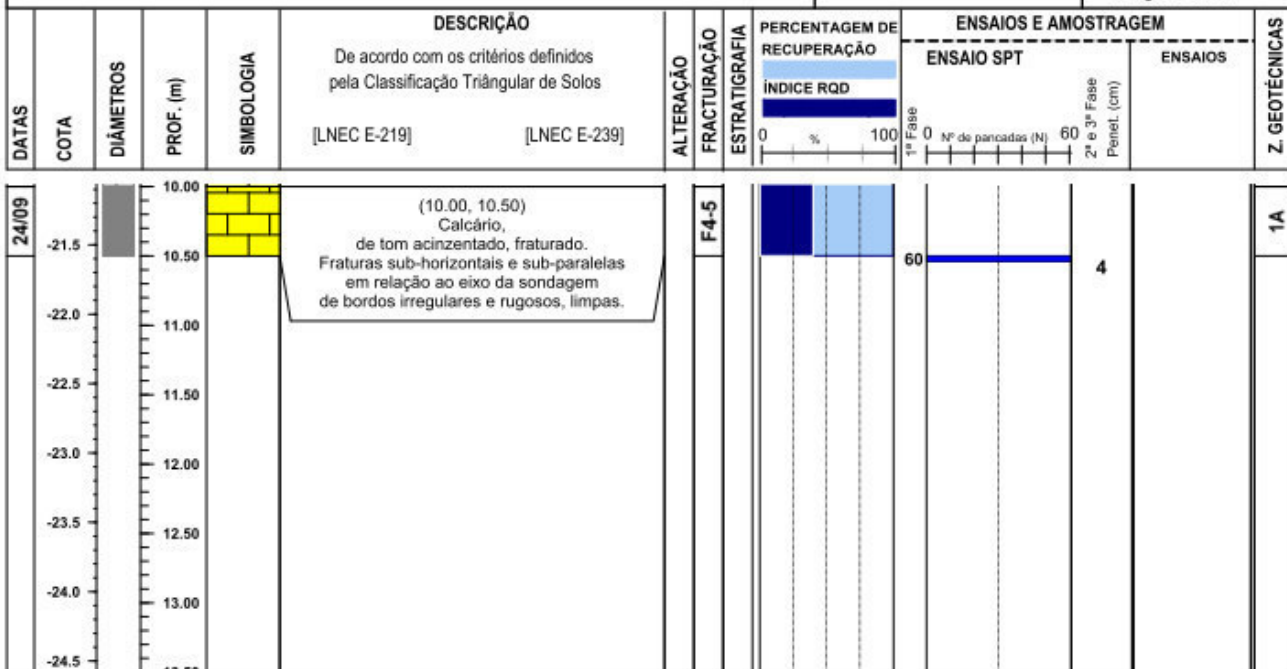 DATAS
COTA
DIÂMETROS
PROF. (m)
SIMBOLOGIA
DESCRIÇÃO
De acordo com os critérios definidos
pela Classificação Triângular de Solos
[LNEC E-219] [LNEC E-239]
ALTERAÇÃO
FRACTURAÇÃO
ESTRATIGRAFIA
PERCENTAGEM DE
RECUPERAÇÃO
ÍNDICE RQD
0 % 100
ENSAIOS E AMOSTRAGEM
ENSAIO SPT
1ª Fase
0 Nº de pancadas (N) 60
2ª e 3ª Fase
Penet. (cm)
ENSAIOS
Z. GEOTÉCNICAS
24/09
-21.5
-22.0
-22.5
-23.0
-23.5
-24.0
-24.5
10.00
10.50
11.00
11.50
12.00
12.50
13.00
(10.00, 10.50)
Calcário,
de tom acinzentado, fraturado.
Fraturas sub-horizontais e sub-paralelas
em relação ao eixo da sondagem
de bordos irregulares e rugosos, limpas.
F4-5
60
4
1A